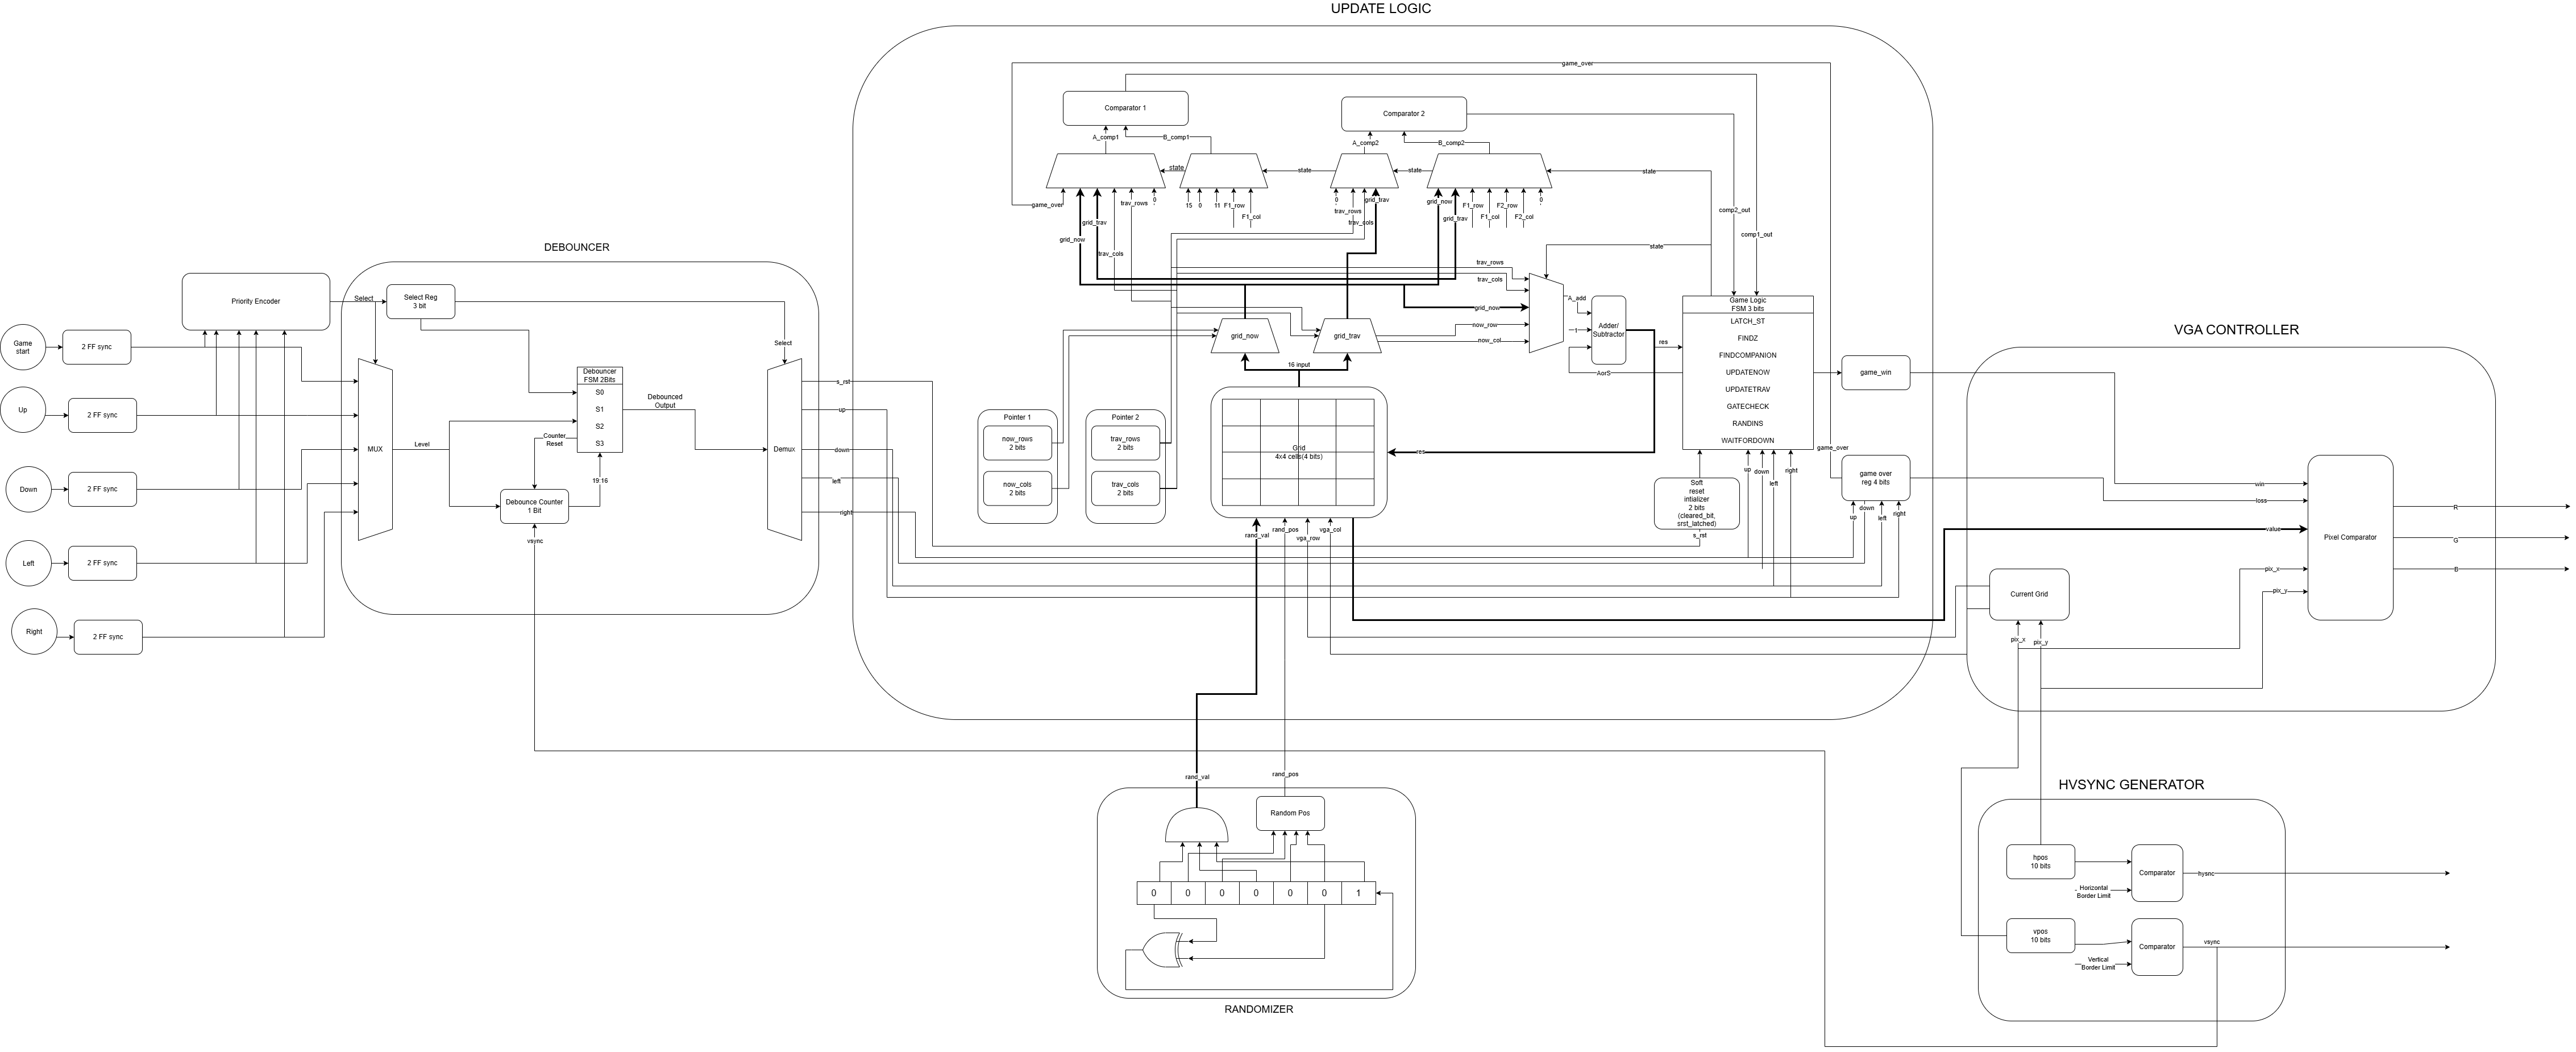 UPDATE LOGIC
game_over
Comparator 1
Comparator 2
A_comp1
B_comp1
A_comp2
B_comp2
state
state
state
state
game_over
grid_now
grid_trav
trav_cols
trav_rows
0
15
0
11
F1_row
F1_col
0
trav_rows
trav_cols
grid_trav
grid_now
grid_trav
F1_row
F1_col
F2_row
F2_col
0
comp2_out
comp1_out
state
trav_rows
trav_cols
grid_now
now_row
now_col
A_add
1
Adder/
Subtractor
AorS
res
Game Logic
FSM 3 bits
LATCH_ST
FINDZ
FINDCOMPANION
UPDATENOW
UPDATETRAV
GATECHECK
RANDINS
WAITFORDOWN
grid_now
grid_trav
16 input
Pointer 1
now_rows
2 bits
now_cols
2 bits
Pointer 2
trav_rows
2 bits
trav_cols
2 bits
Grid
4x4 cells(4 bits)
res
rand_val
rand_pos
vga_row
vga_col
Soft
reset
intializer
2 bits
(cleared_bit,
srst_latched)
s_rst
up
down
left
right
game_win
game_over
game over
reg 4 bits
up
down
left
right
DEBOUNCER
Priority Encoder
Select
Select Reg
3 bit
Select
Game
start
2 FF sync
Up
2 FF sync
Down
2 FF sync
Left
2 FF sync
Right
2 FF sync
MUX
Level
Debouncer
FSM 2Bits
S0
S1
S2
S3
Debounced
Output
Counter
Reset
19:16
Debounce Counter
1 Bit
vsync
Demux
s_rst
up
down
left
right
VGA CONTROLLER
win
loss
value
pix_x
pix_y
Pixel Comparator
R
G
B
Current Grid
pix_x
pix_y
HVSYNC GENERATOR
hpos
10 bits
Horizontal
Border Limit
Comparator
hysnc
vpos
10 bits
Vertical
Border Limit
Comparator
vsync
rand_val
rand_pos
Random Pos
0 0 0 0 0 0 1
RANDOMIZER